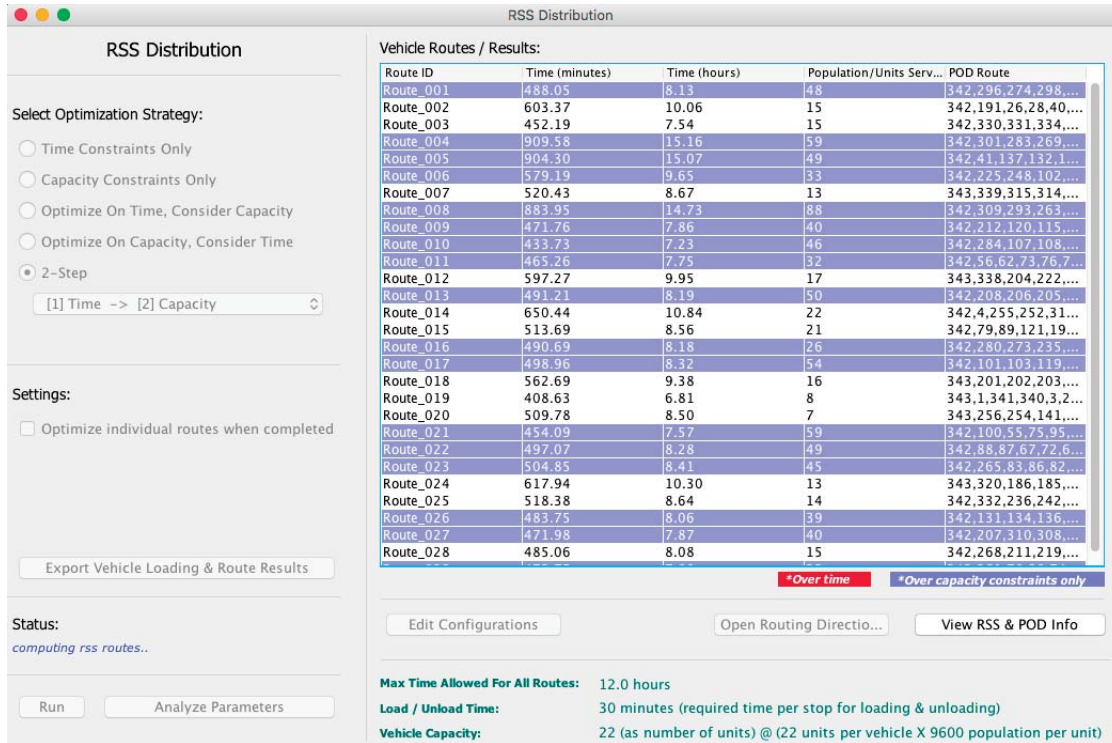 RSS Distribution
RSS Distribution
Select Optimization Strategy:
Time Constraints Only
Capacity Constraints Only
Optimize On Time, Consider Capacity
Optimize On Capacity, Consider Time
2-Step
[1] Time -> [2] Capacity
Settings:
Optimize individual routes when completed
Export Vehicle Loading & Route Results
Status:
computing rss routes..
Run Analyze Parameters
Vehicle Routes / Results:
Route ID Time (minutes) Time (hours) Population/Units Serv... POD Route
Route_001 488.05 8.13 48 342,296,274,298,...
Route_002 603.37 10.06 15 342,191,26,28,40,...
Route_003 452.19 7.54 15 342,330,331,334,...
Route_004 909.58 15.16 59 342,301,283,269,...
Route_005 904.30 15.07 49 342,41,137,132,1...
Route_006 579.19 9.65 33 342,225,248,102,...
Route_007 520.43 8.67 13 343,339,315,314,...
Route_008 883.95 14.73 88 342,309,293,263,...
Route_009 471.76 7.86 40 342,212,120,115,...
Route_010 433.73 7.23 46 342,284,107,108,...
Route_011 465.26 7.75 32 342,56,62,73,76,7...
Route_012 597.27 9.95 17 343,338,204,222,...
Route_013 491.21 8.19 50 342,208,206,205,...
Route_014 650.44 10.84 22 342,4,255,252,31...
Route_015 513.69 8.56 21 342,79,89,121,19...
Route_016 490.69 8.18 26 342,280,273,235,...
Route_017 498.96 8.32 54 342,101,103,119,...
Route_018 562.69 9.38 16 343,201,202,203,...
Route_019 408.63 6.81 8 343,1,341,340,3,2...
Route_020 509.78 8.50 7 343,256,254,141,...
Route_021 454.09 7.57 59 342,100,55,75,95,...
Route_022 497.07 8.28 49 342,88,87,67,72,6...
Route_023 504.85 8.41 45 342,265,83,86,82,...
Route_024 617.94 10.30 13 343,320,186,185,...
Route_025 518.38 8.64 14 342,332,236,242,...
Route_026 483.75 8.06 39 342,131,134,136,...
Route_027 471.98 7.87 40 342,207,310,308,...
Route_028 485.06 8.08 15 342,268,211,219,...
*Over time *Over capacity constraints only
Edit Configurations Open Routing Directio... View RSS & POD Info
Max Time Allowed For All Routes: 12.0 hours
Load / Unload Time: 30 minutes (required time per stop for loading & unloading)
Vehicle Capacity: 22 (as number of units) @ (22 units per vehicle X 9600 population per unit)